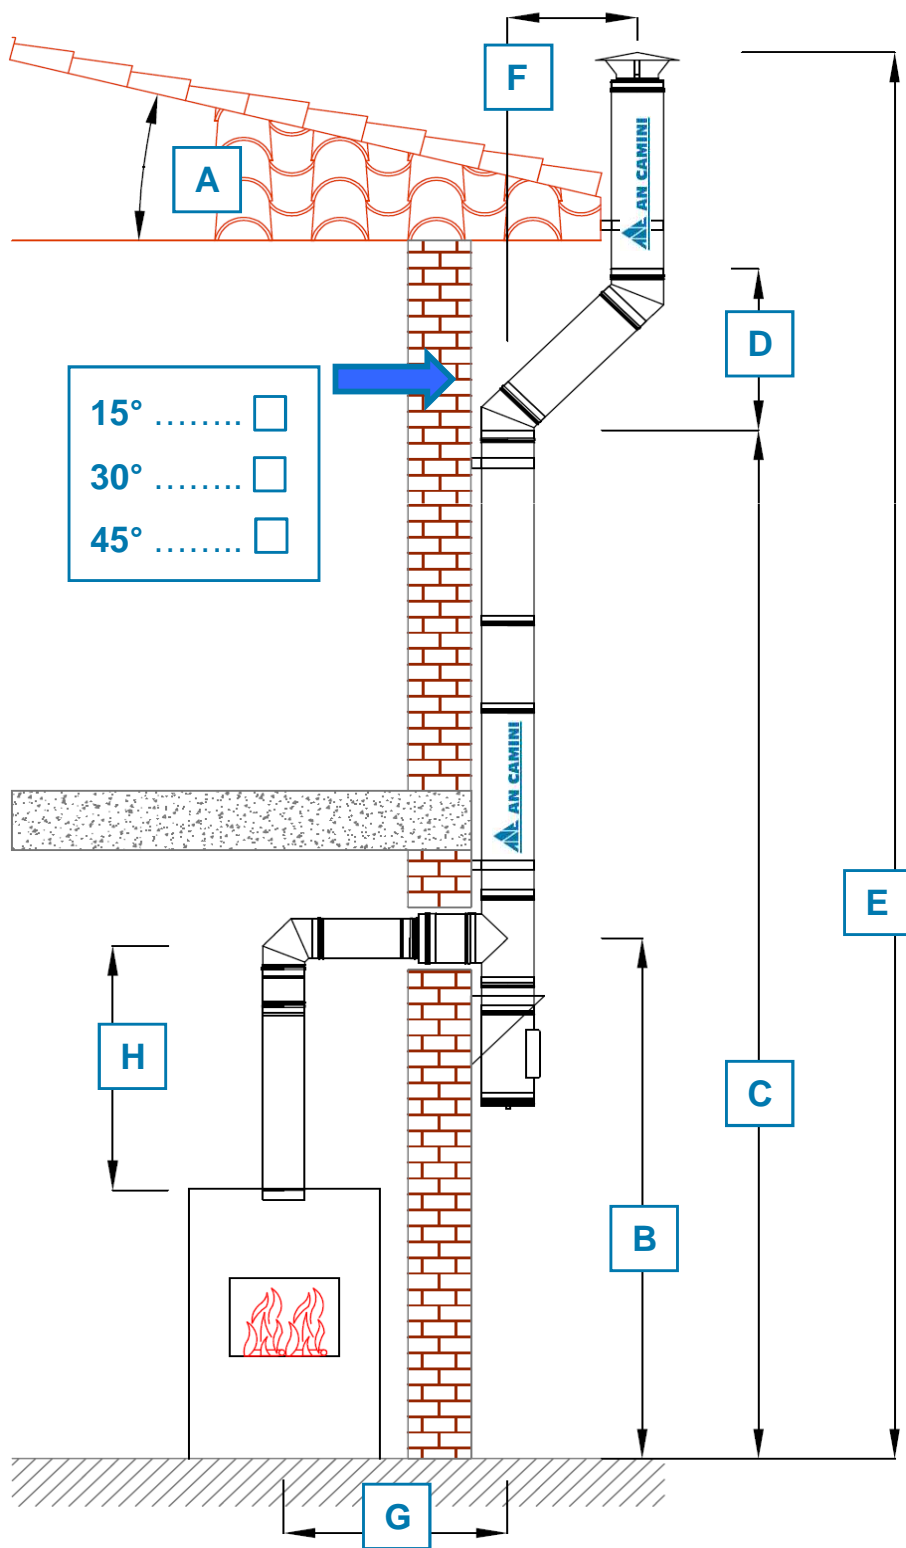 F
A
AN CAMINI
D
15° ........
30° ........
45° ........
AN CAMINI
E
H
C
B
G